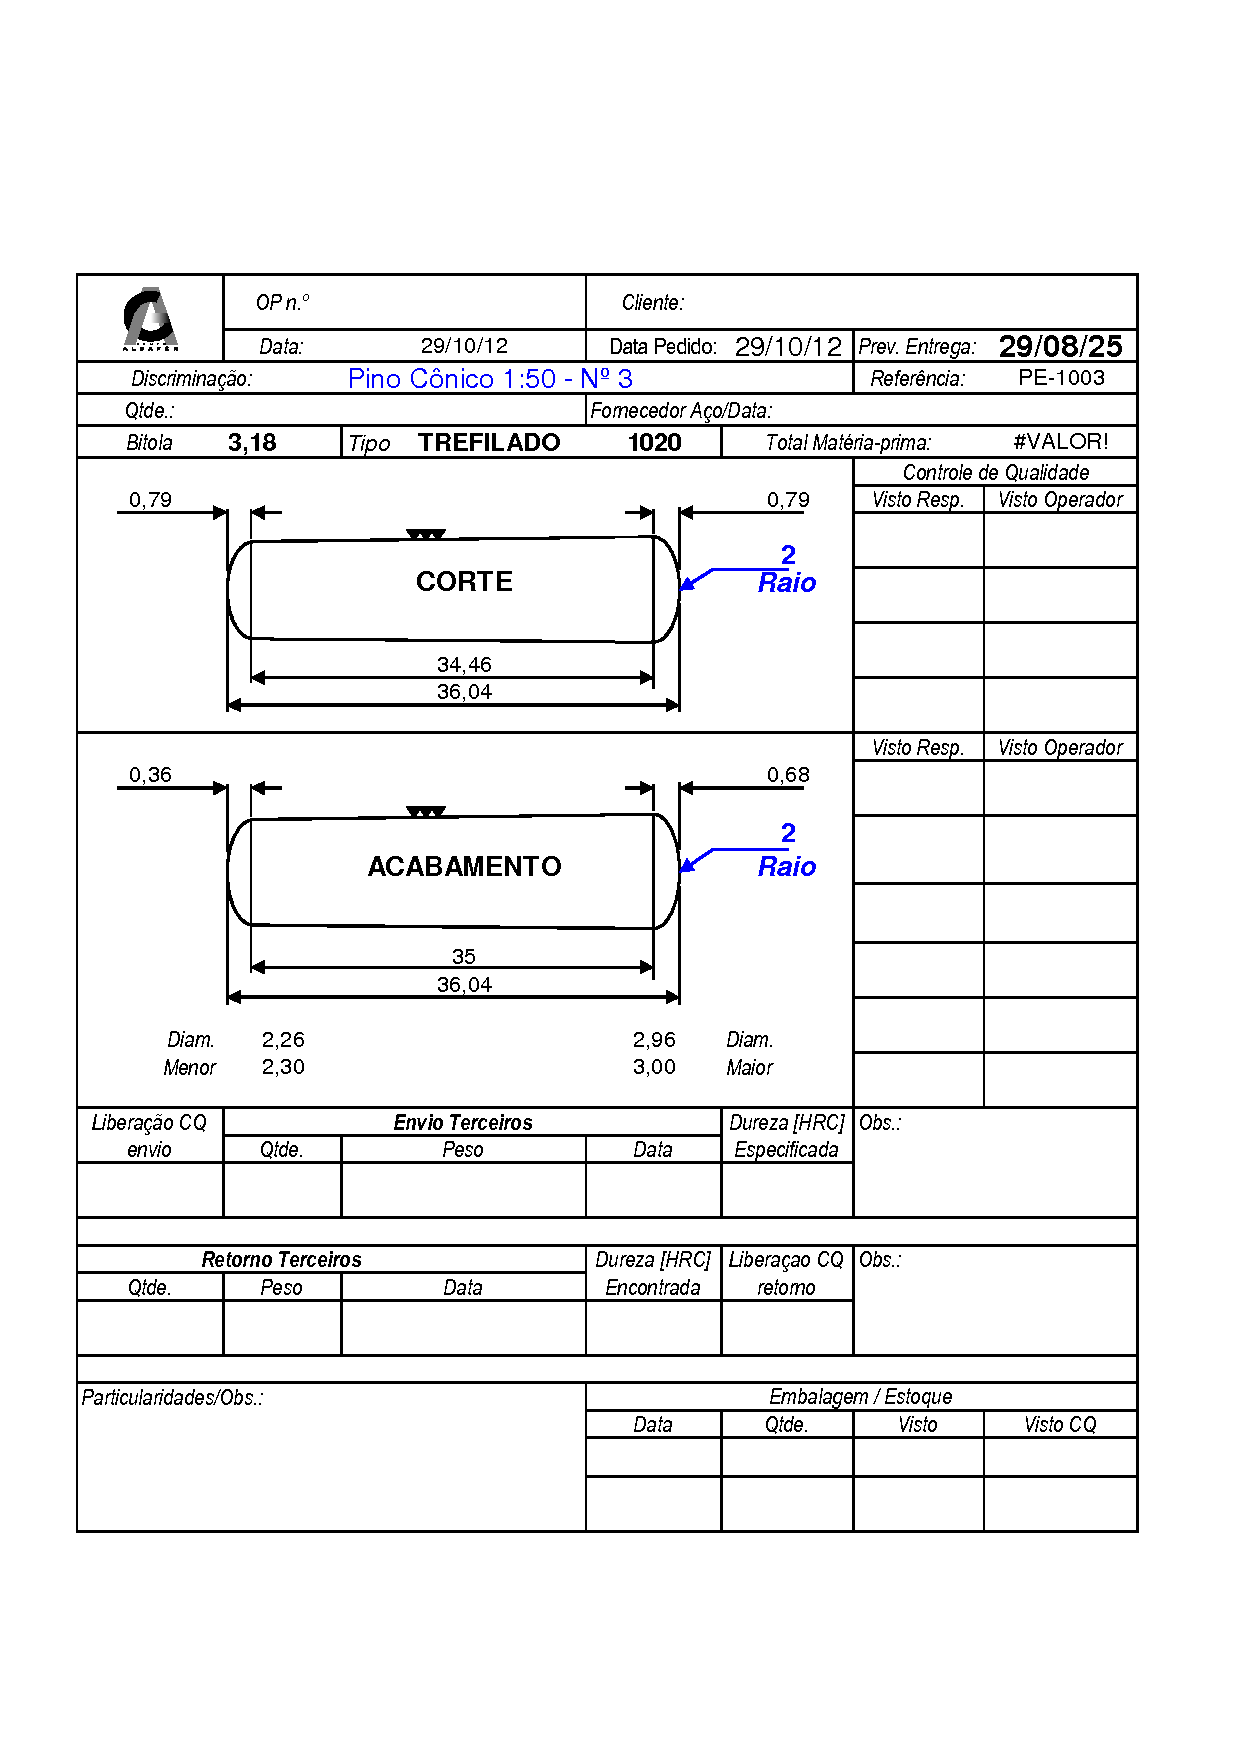 OP n.º
Cliente:
ALBAFER
Data: 29/10/12 Data Pedido: 29/10/12 Prev. Entrega: 29/08/25
Discriminação: Pino Cônico 1:50 - Nº 3 Referência: PE-1003
Qtde.: Fornecedor Aço/Data:
Bitola 3,18 Tipo TREFILADO 1020 Total Matéria-prima: #VALOR!
Controle de Qualidade
0,79 0,79 Visto Resp. Visto Operador
2
CORTE Raio
34,46
36,04
Visto Resp. Visto Operador
0,36 0,68
2
ACABAMENTO Raio
35
36,04
Diam. 2,26 2,96 Diam.
Menor 2,30 3,00 Maior
Liberação CQ Envio Terceiros Dureza [HRC] Obs.:
envio Qtde. Peso Data Especificada
Retorno Terceiros Dureza [HRC] Liberaçao CQ Obs.:
Qtde. Peso Data Encontrada retorno
Particularidades/Obs.: Embalagem / Estoque
Data Qtde. Visto Visto CQ